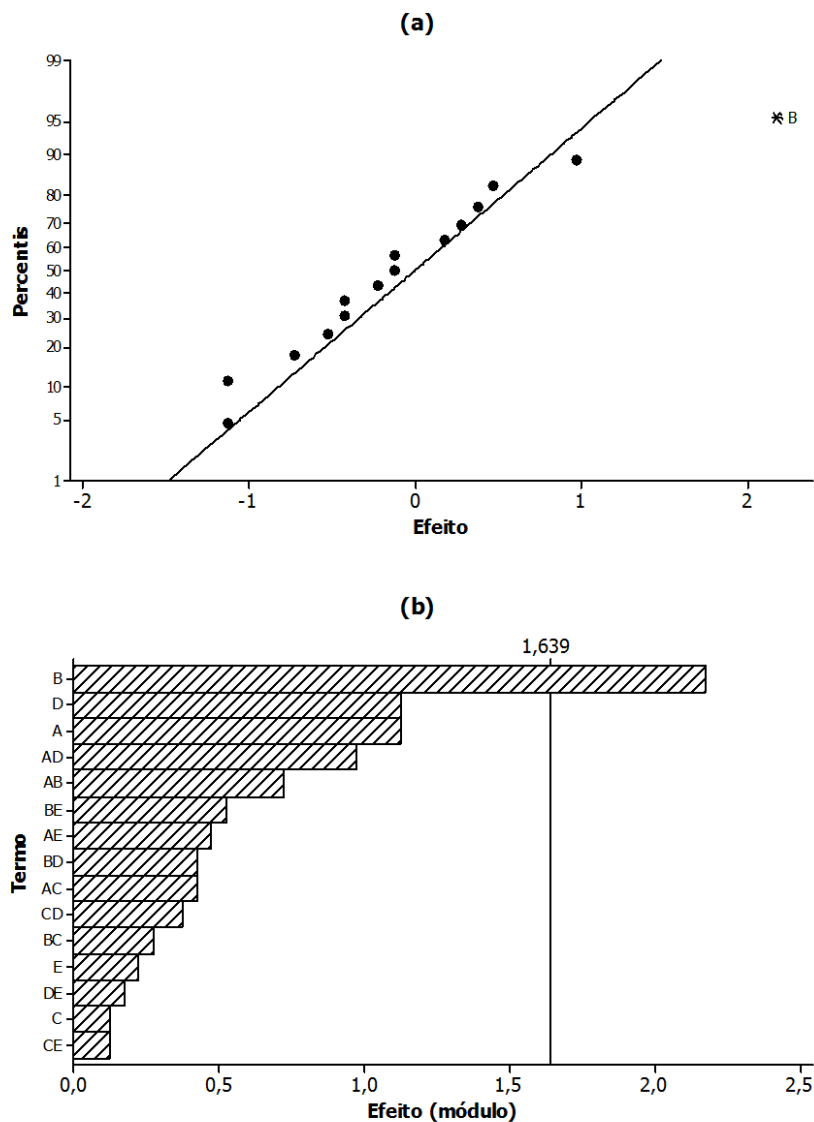 (a)
99
95
90
80
70
60
50
40
30
20
10
5
1
Percentis
B
-2 -1 0 1 2
Efeito
(b)
1,639
Termo
B
D
A
AD
AB
BE
AE
BD
AC
CD
BC
E
DE
C
CE
0,0 0,5 1,0 1,5 2,0 2,5
Efeito (módulo)